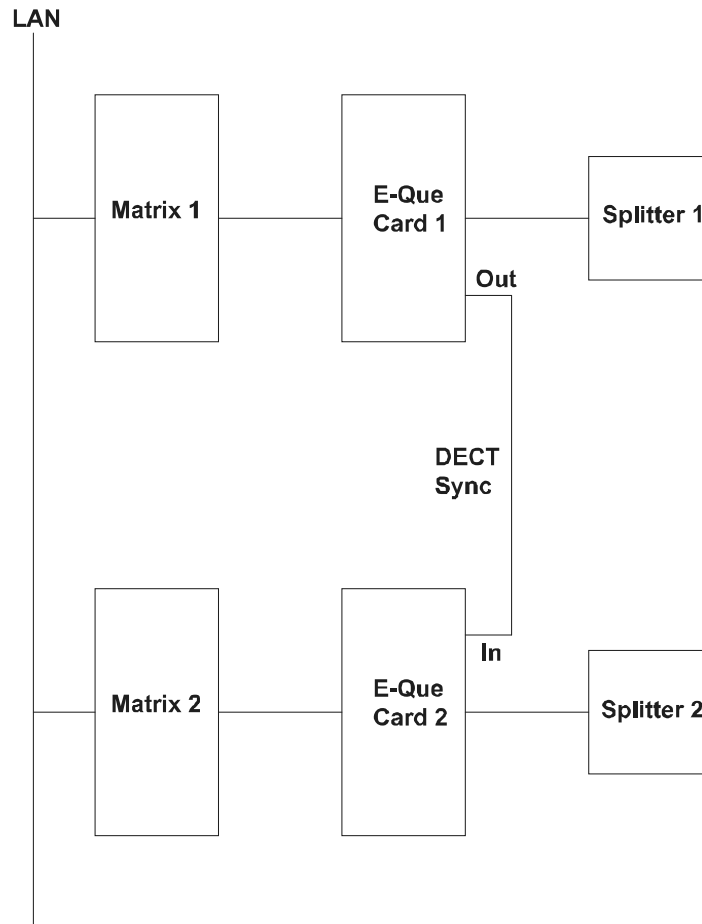 LAN
Matrix 1
E-Que
Card 1
Splitter 1
Out
DECT
Sync
In
Matrix 2
E-Que
Card 2
Splitter 2